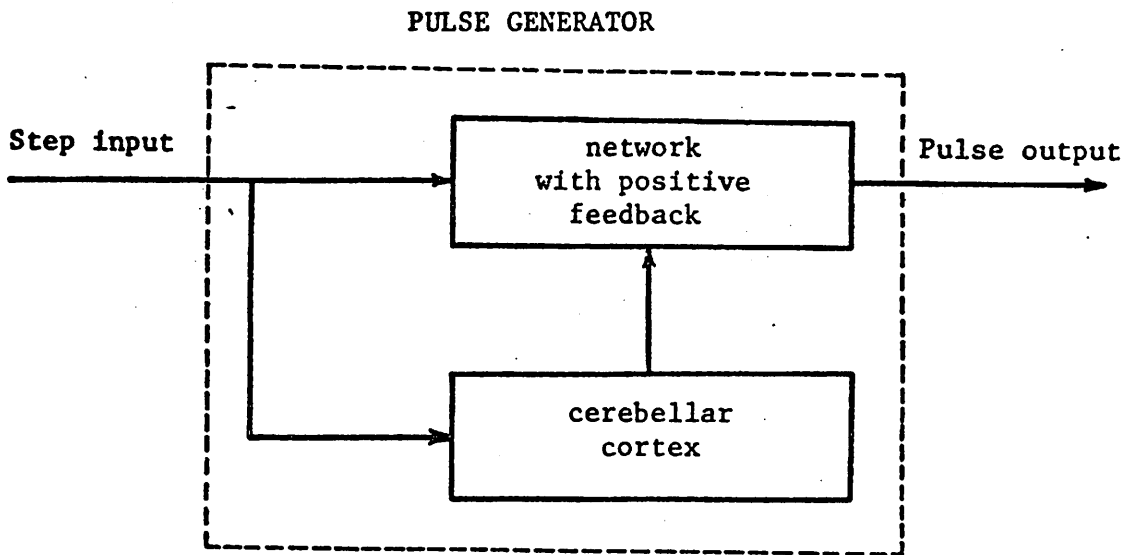 PULSE GENERATOR
Step input
network
with positive
feedback
Pulse output
cerebellar
cortex